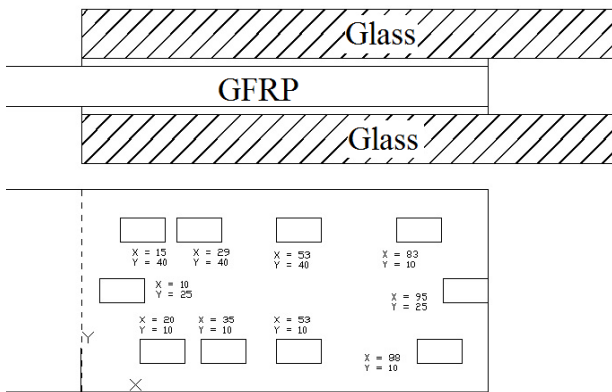 Glass
GFRP
Glass
X = 15
Y = 40
X = 29
Y = 40
X = 53
Y = 40
X = 83
Y = 10
X = 10
Y = 25
X = 95
Y = 25
X = 20
Y = 10
X = 35
Y = 10
X = 53
Y = 10
X = 88
Y = 10
Y
X